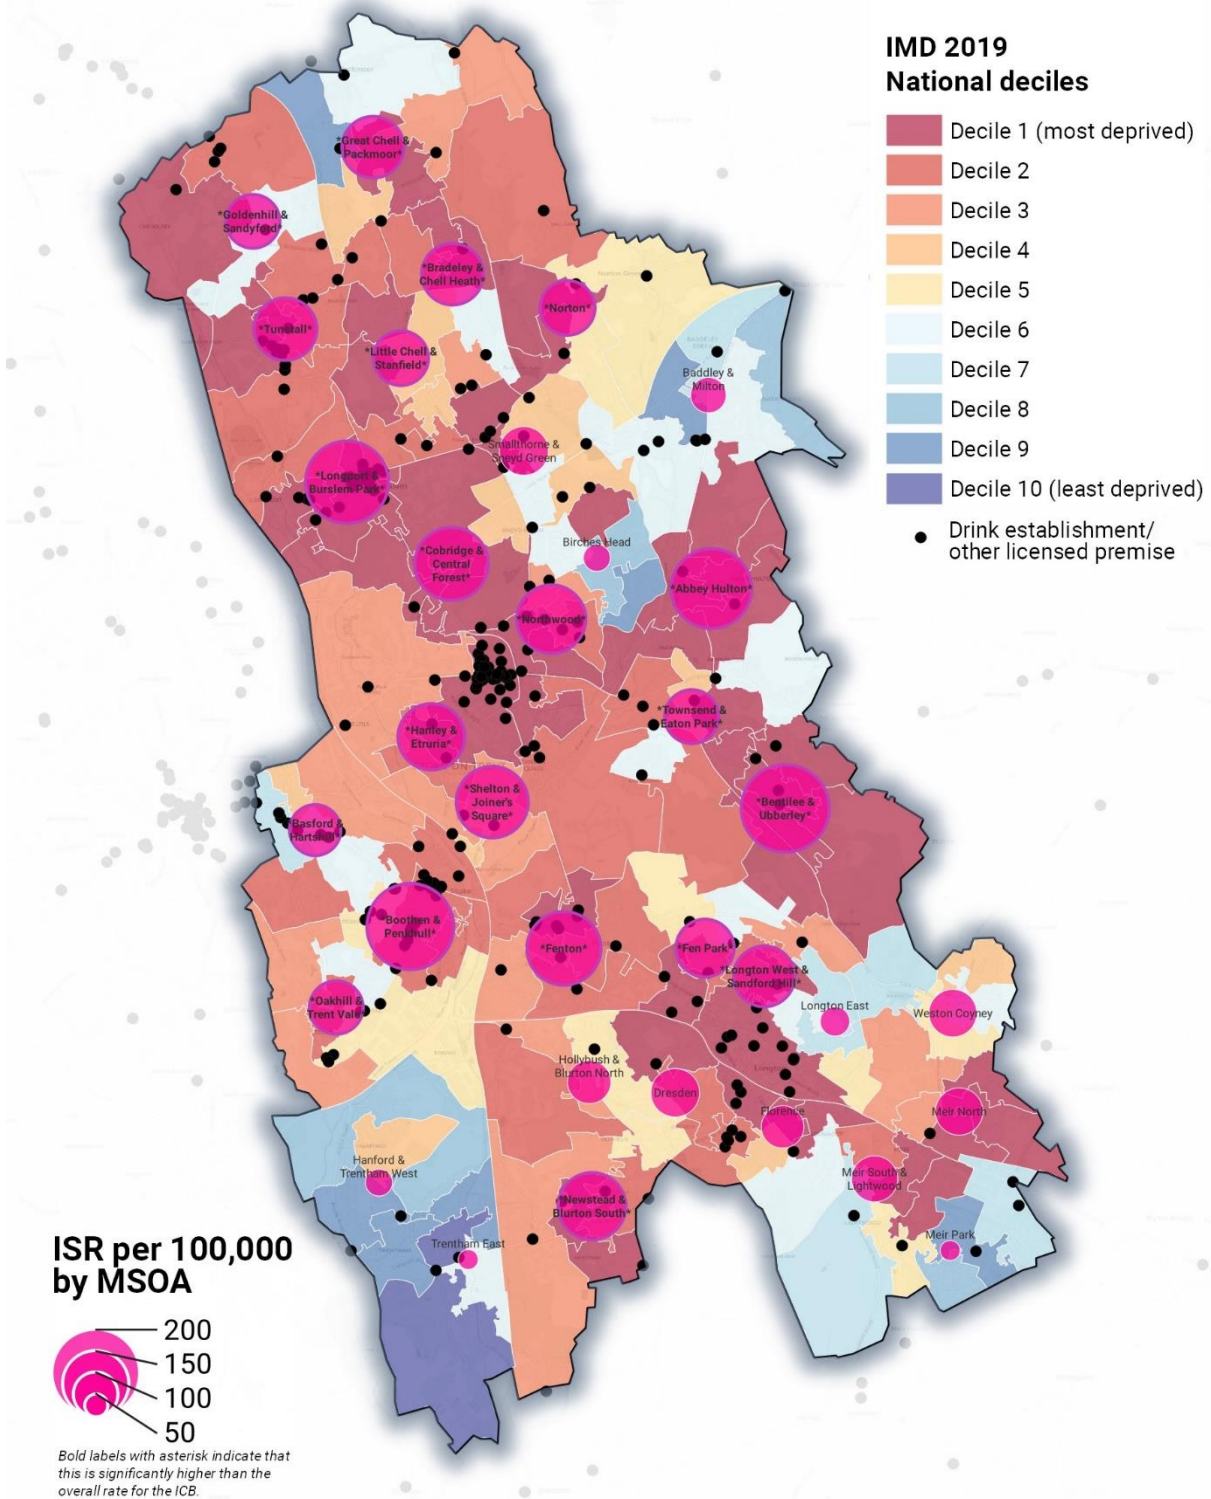 IMD 2019
National deciles
Decile 1 (most deprived)
Decile 2
Decile 3
Decile 4
Decile 5
Decile 6
Decile 7
Decile 8
Decile 9
Decile 10 (least deprived)
Drink establishment/
other licensed premise
*Great Chell &
Packmoor*
*Goldenhill &
Sandyford*
*Bradeley &
Chell Heath*
*Norton*
*Tunstall*
*Little Chell &
Stanfield*
Baddley &
Milton
Smallthorne &
Sneyd Green
*Longport &
Burslem Park*
Birches Head
*Cobridge &
Central
Forest*
*Abbey Hulton*
*Northwood*
*Townsend &
Eaton Park*
*Hanley &
Etruria*
*Shelton &
Joiner's
Square*
*Bentilee &
Ubberley*
*Basford &
Hartshill*
*Boothen &
Penkhull*
*Fenton*
*Fen Park*
*Longton West &
Sandford Hill*
*Oakhill &
Trent Vale*
Longton East
Weston Coyney
Hollybush &
Blurton North
Dresden
Florence
Meir North
Hanford &
Trentham West
Meir South &
Lightwood
*Newstead &
Blurton South*
Trentham East
Meir Park
ISR per 100,000
by MSOA
200
150
100
50
Bold labels with asterisk indicate that
this is significantly higher than the
overall rate for the ICB.